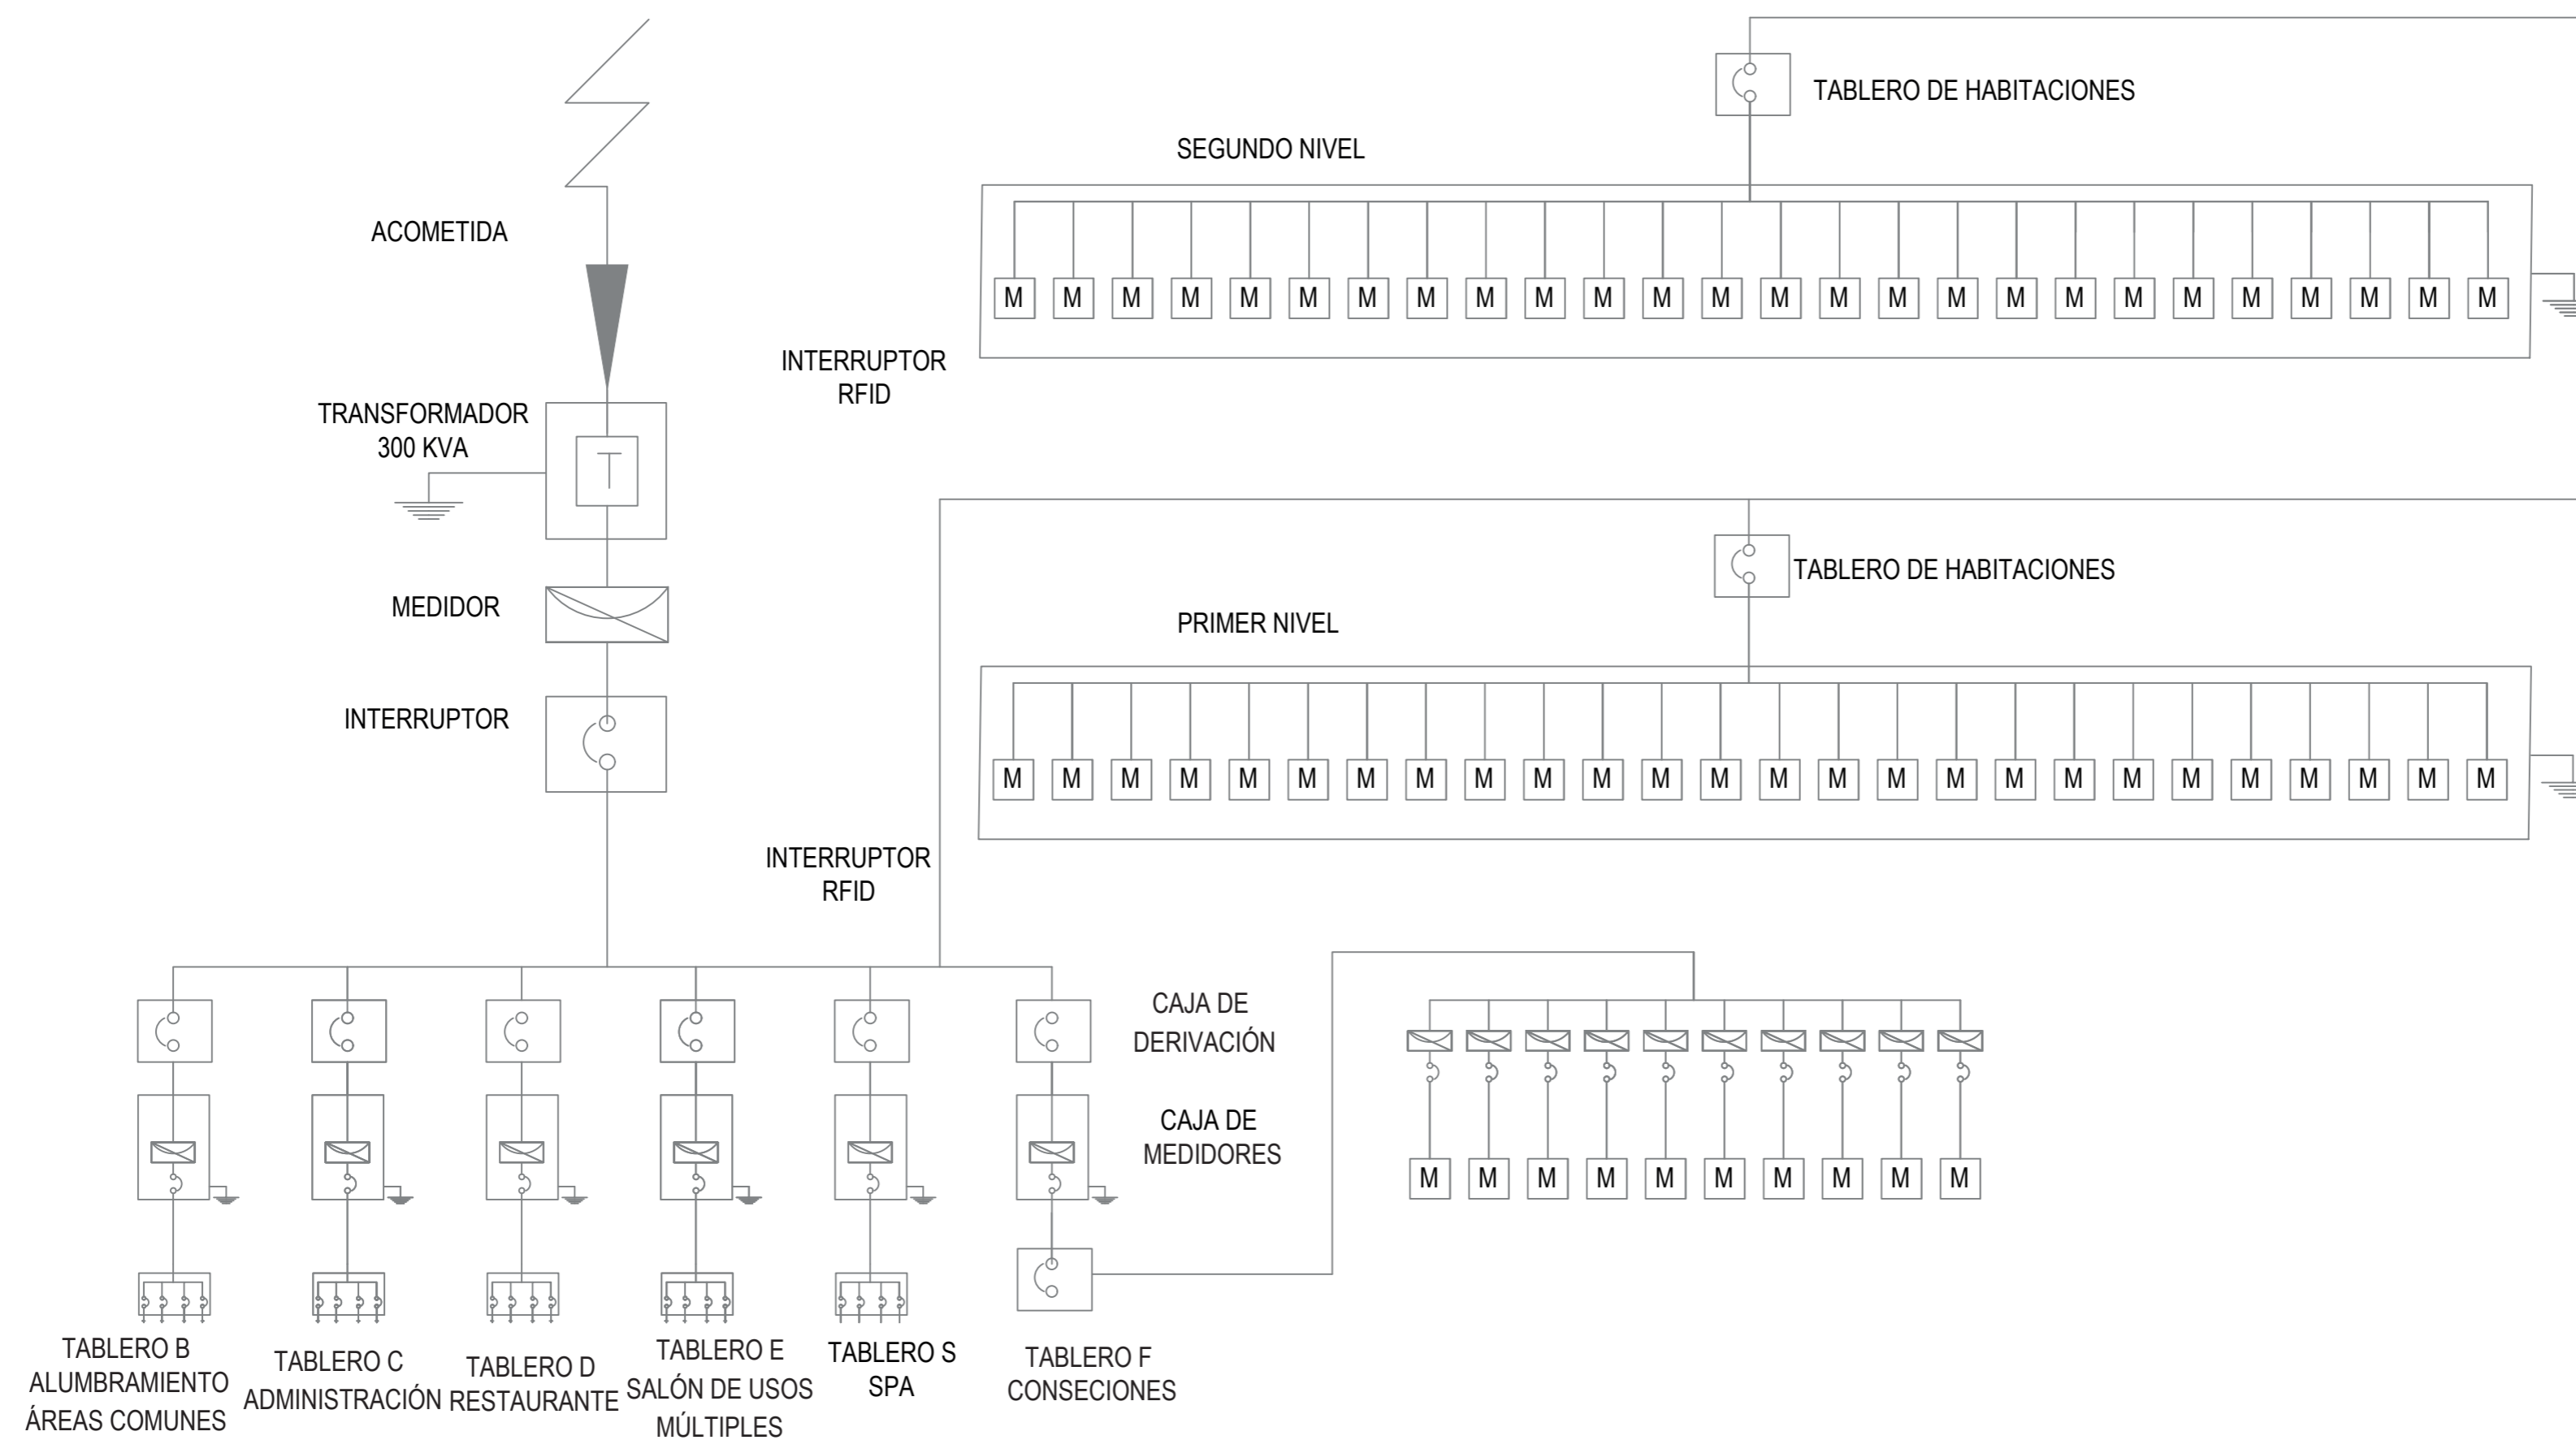 TABLERO DE HABITACIONES
SEGUNDO NIVEL
ACOMETIDA
M M M M M M M M M M M M M M M M M M M M M M M M M M
INTERRUPTOR
RFID
TRANSFORMADOR
300 KVA
T
TABLERO DE HABITACIONES
MEDIDOR
PRIMER NIVEL
INTERRUPTOR
M M M M M M M M M M M M M M M M M M M M M M M M M M
INTERRUPTOR
RFID
CAJA DE
DERIVACIÓN
CAJA DE
MEDIDORES
M M M M M M M M M M
TABLERO B
ALUMBRAMIENTO
ÁREAS COMUNES
TABLERO C
ADMINISTRACIÓN
TABLERO D
RESTAURANTE
TABLERO E
SALÓN DE USOS
MÚLTIPLES
TABLERO S
SPA
TABLERO F
CONSECIONES